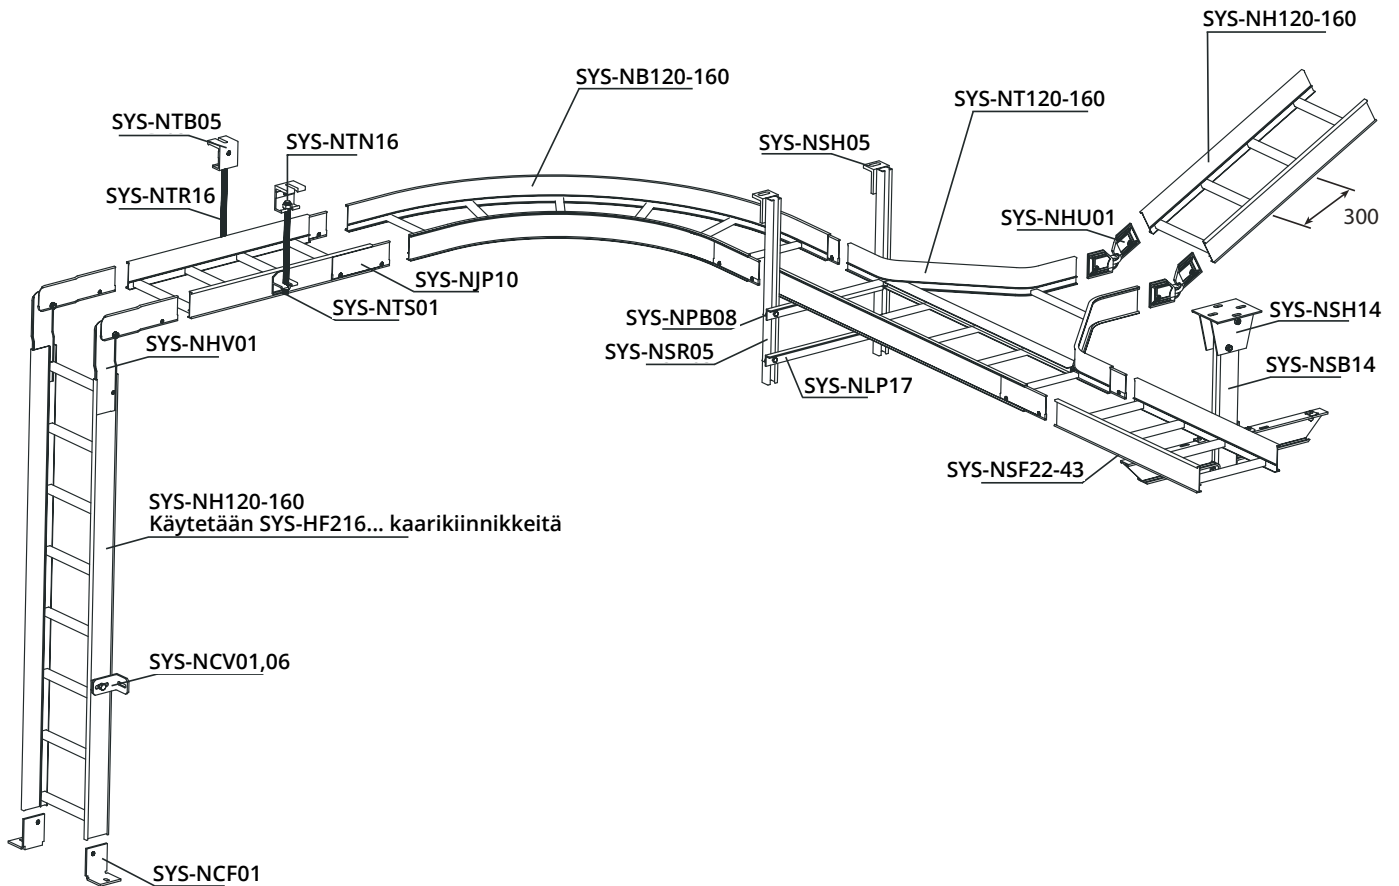 SYS-NH120-160
SYS-NB120-160
SYS-NT120-160
SYS-NTB05
SYS-NTN16
SYS-NSH05
SYS-NTR16
SYS-NHU01
300
SYS-NJP10
SYS-NTS01
SYS-NPB08
SYS-NSH14
SYS-NHV01
SYS-NSR05
SYS-NSB14
SYS-NLP17
SYS-NSF22-43
SYS-NH120-160
Käytetään SYS-HF216... kaarikiinnikkeitä
SYS-NCV01,06
SYS-NCF01